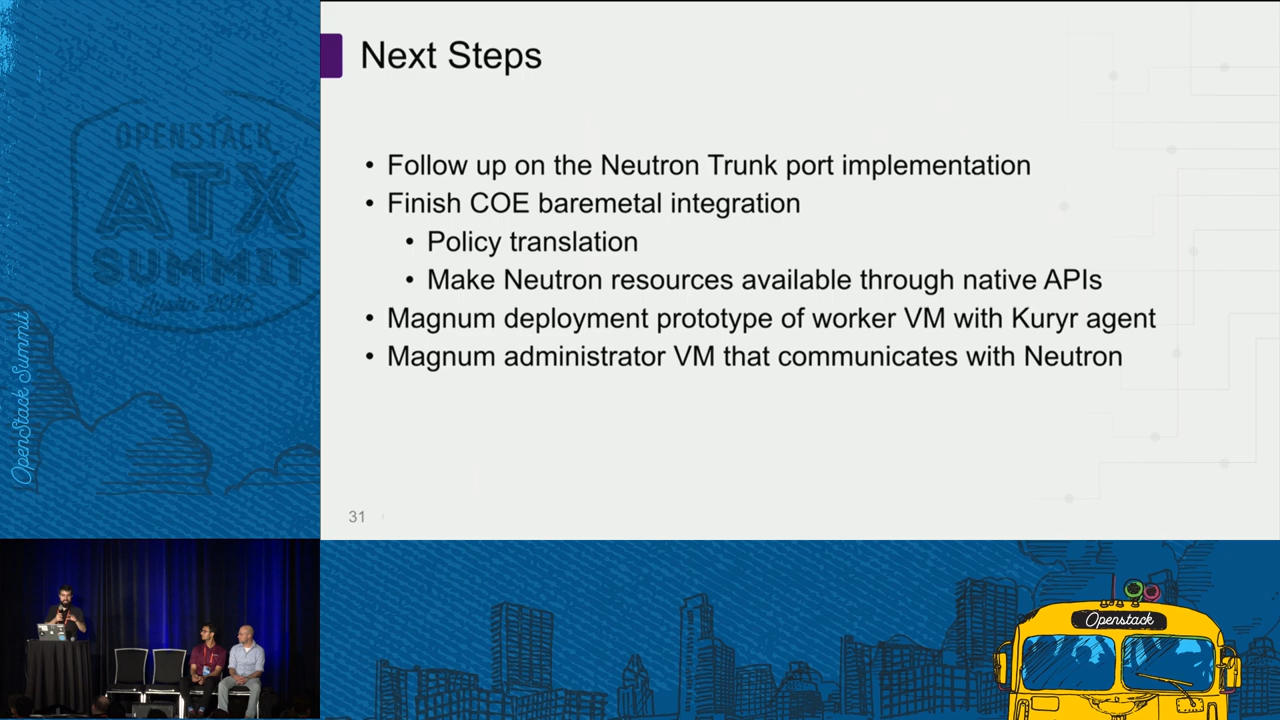 Next Steps
• Follow up on the Neutron Trunk port implementation
• Finish COE baremetal integration
• Policy translation
• Make Neutron resources available through native APIs
• Magnum deployment prototype of worker VM with Kuryr agent
• Magnum administrator VM that communicates with Neutron
31
OPENSTACK
ATX
SUMMIT
Austin 2016
OpenStack Summit
Openstack